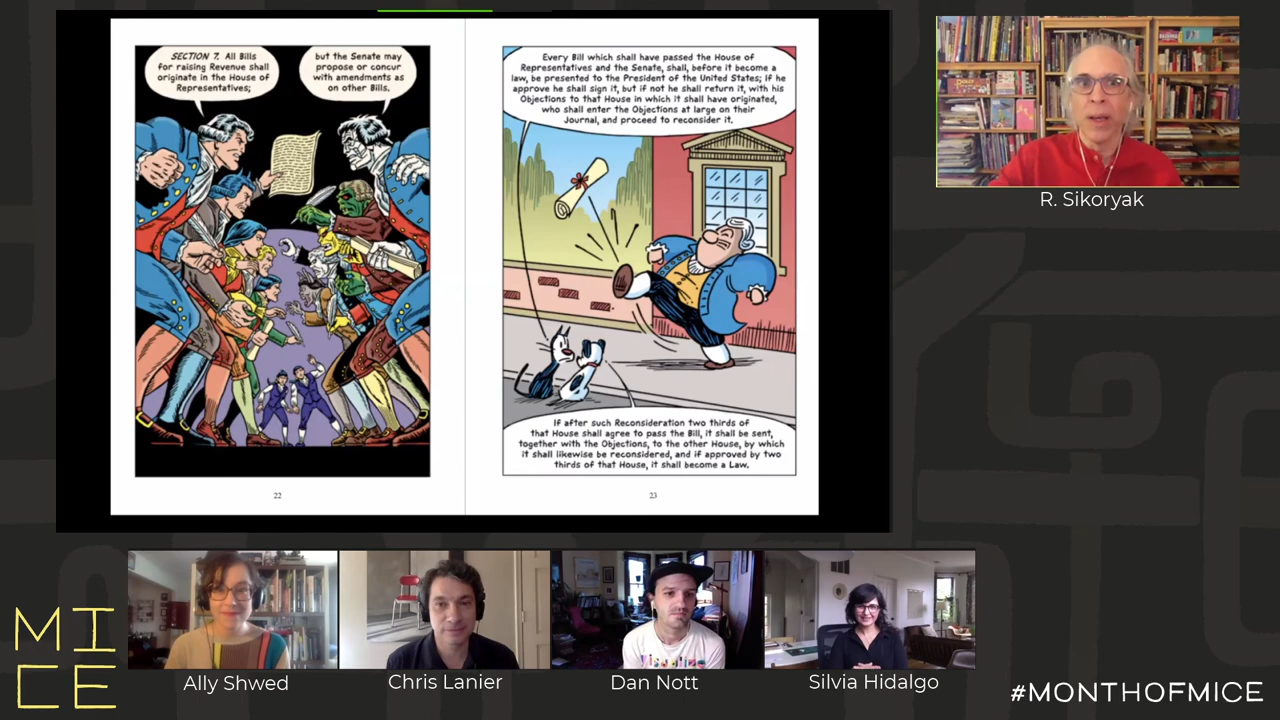 SECTION 7. All Bills
for raising Revenue shall
originate in the House of
Representatives;
but the Senate may
propose or concur
with amendments as
on other Bills.
22
Every Bill which shall have passed the House of
Representatives and the Senate, shall, before it become a
law, be presented to the President of the United States; If he
approve he shall sign it, but if not he shall return it, with his
Objections to that House in which it shall have originated,
who shall enter the Objections at large on their
Journal, and proceed to reconsider it.
If after such Reconsideration two thirds of
that House shall agree to pass the Bill, it shall be sent,
together with the Objections, to the other House, by which
it shall likewise be reconsidered, and if approved by two
thirds of that House, it shall become a Law.
23
R. Sikoryak
Ally Shwed
Chris Lanier
Dan Nott
Silvia Hidalgo
MI
CE
#MONTHOFMICE